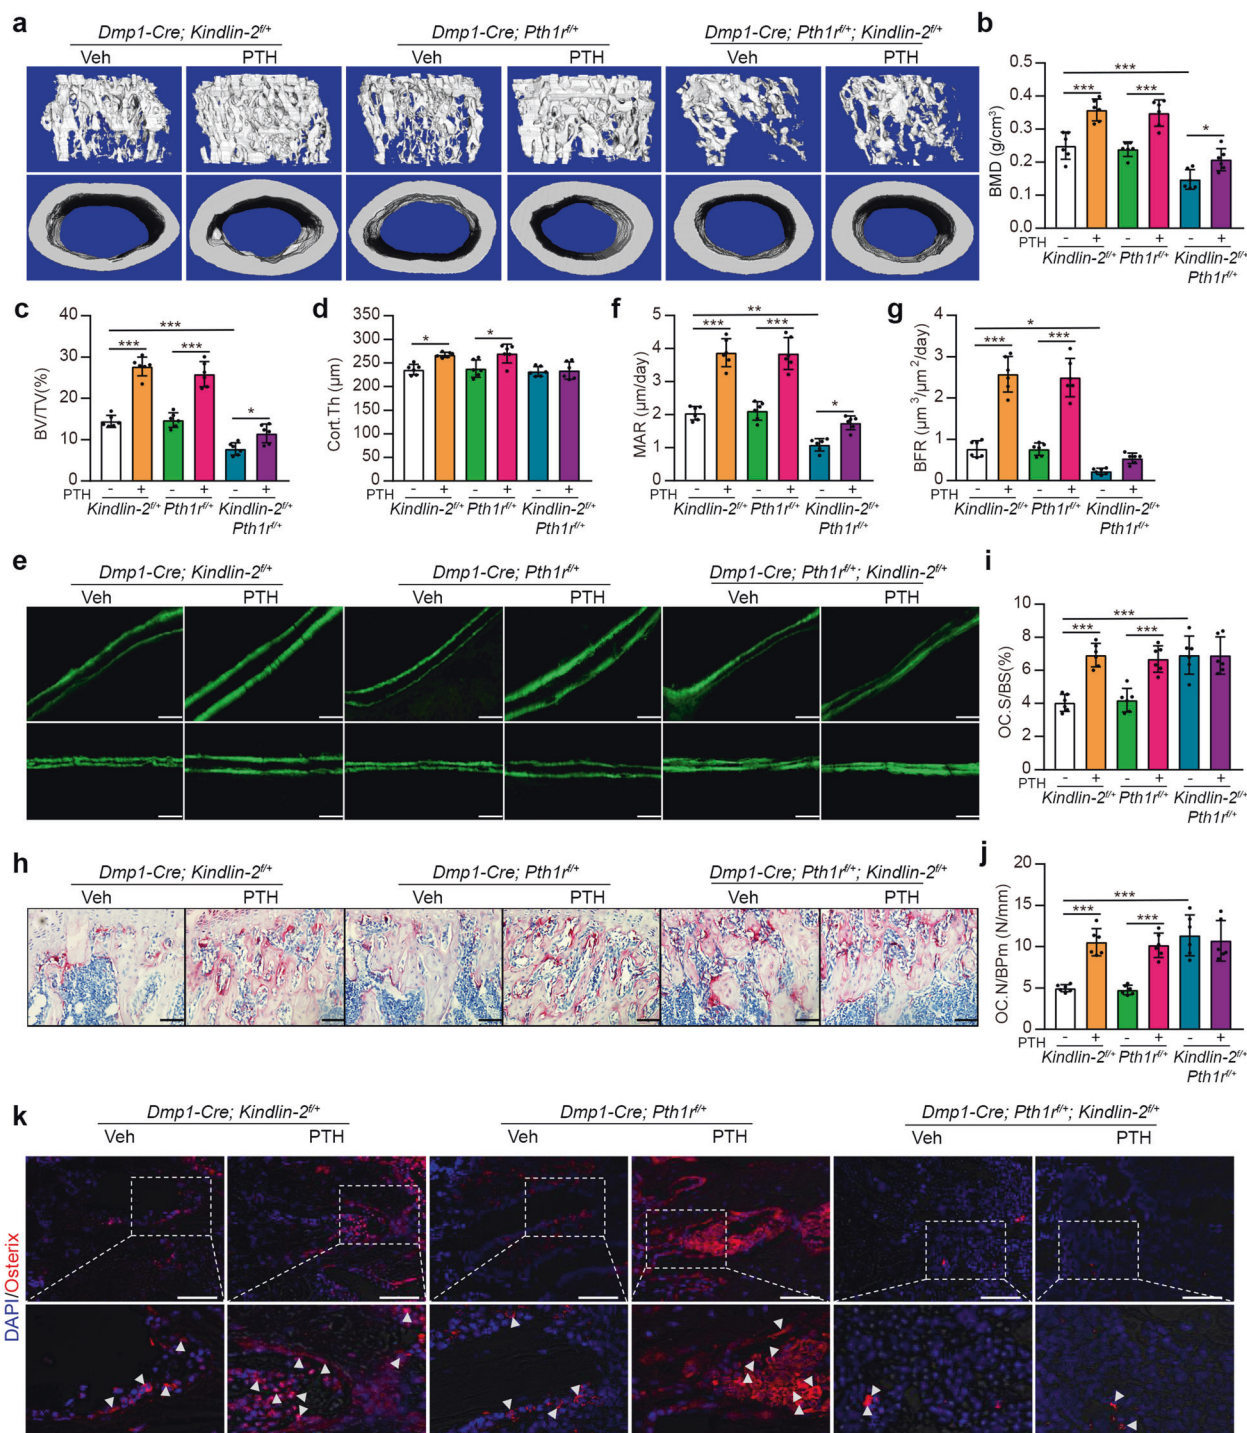 a
Dmp1-Cre; Kindlin-2f/+ Dmp1-Cre; Pth1rf/+ Dmp1-Cre; Pth1rf/+; Kindlin-2f/+
Veh PTH Veh PTH Veh PTH
b
BMD (g/cm3)
0.5
0.4
0.3
0.2
0.1
0.0
*** *** *** *
PTH - + - + - +
Kindlin-2f/+ Pth1rf/+ Kindlin-2f/+
Pth1rf/+
c
BV/TV(%)
40
30
20
10
0
*** *** *** *
PTH - + - + - +
Kindlin-2f/+ Pth1rf/+ Kindlin-2f/+
Pth1rf/+
d
Cort.Th (µm)
350
300
250
200
150
100
50
0
* *
- + - + - +
Kindlin-2f/+ Pth1rf/+ Kindlin-2f/+
Pth1rf/+
f
MAR (µm/day)
5
4
3
2
1
0
** *** *** *
PTH - + - + - +
Kindlin-2f/+ Pth1rf/+ Kindlin-2f/+
Pth1rf/+
g
BFR (µm3/µm2/day)
4
3
2
1
0
* *** ***
PTH - + - + - +
Kindlin-2f/+ Pth1rf/+ Kindlin-2f/+
Pth1rf/+
e
Dmp1-Cre; Kindlin-2f/+ Dmp1-Cre; Pth1rf/+ Dmp1-Cre; Pth1rf/+; Kindlin-2f/+
Veh PTH Veh PTH Veh PTH
i
OC.S/BS(%)
10
8
6
4
2
0
*** *** ***
PTH - + - + - +
Kindlin-2f/+ Pth1rf/+ Kindlin-2f/+
Pth1rf/+
h
Dmp1-Cre; Kindlin-2f/+ Dmp1-Cre; Pth1rf/+ Dmp1-Cre; Pth1rf/+; Kindlin-2f/+
Veh PTH Veh PTH Veh PTH
j
OC.N/BPm (N/mm)
20
15
10
5
0
*** *** ***
PTH - + - + - +
Kindlin-2f/+ Pth1rf/+ Kindlin-2f/+
Pth1rf/+
k
Dmp1-Cre; Kindlin-2f/+ Dmp1-Cre; Pth1rf/+ Dmp1-Cre; Pth1rf/+; Kindlin-2f/+
Veh PTH Veh PTH Veh PTH
DAPI/Osterix